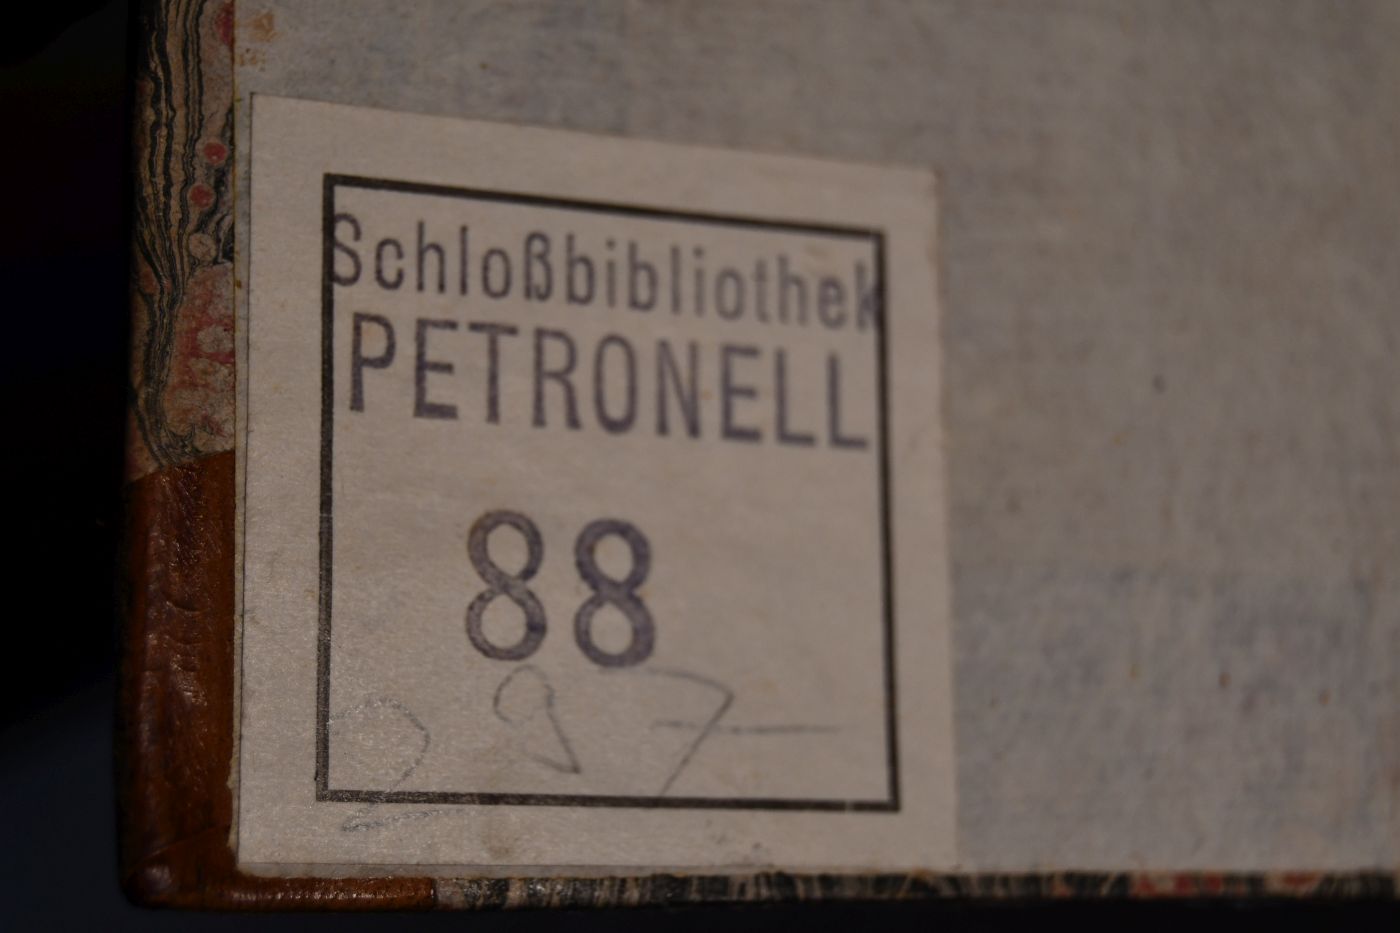 Schloßbibliothek
PETRONELL
88
297